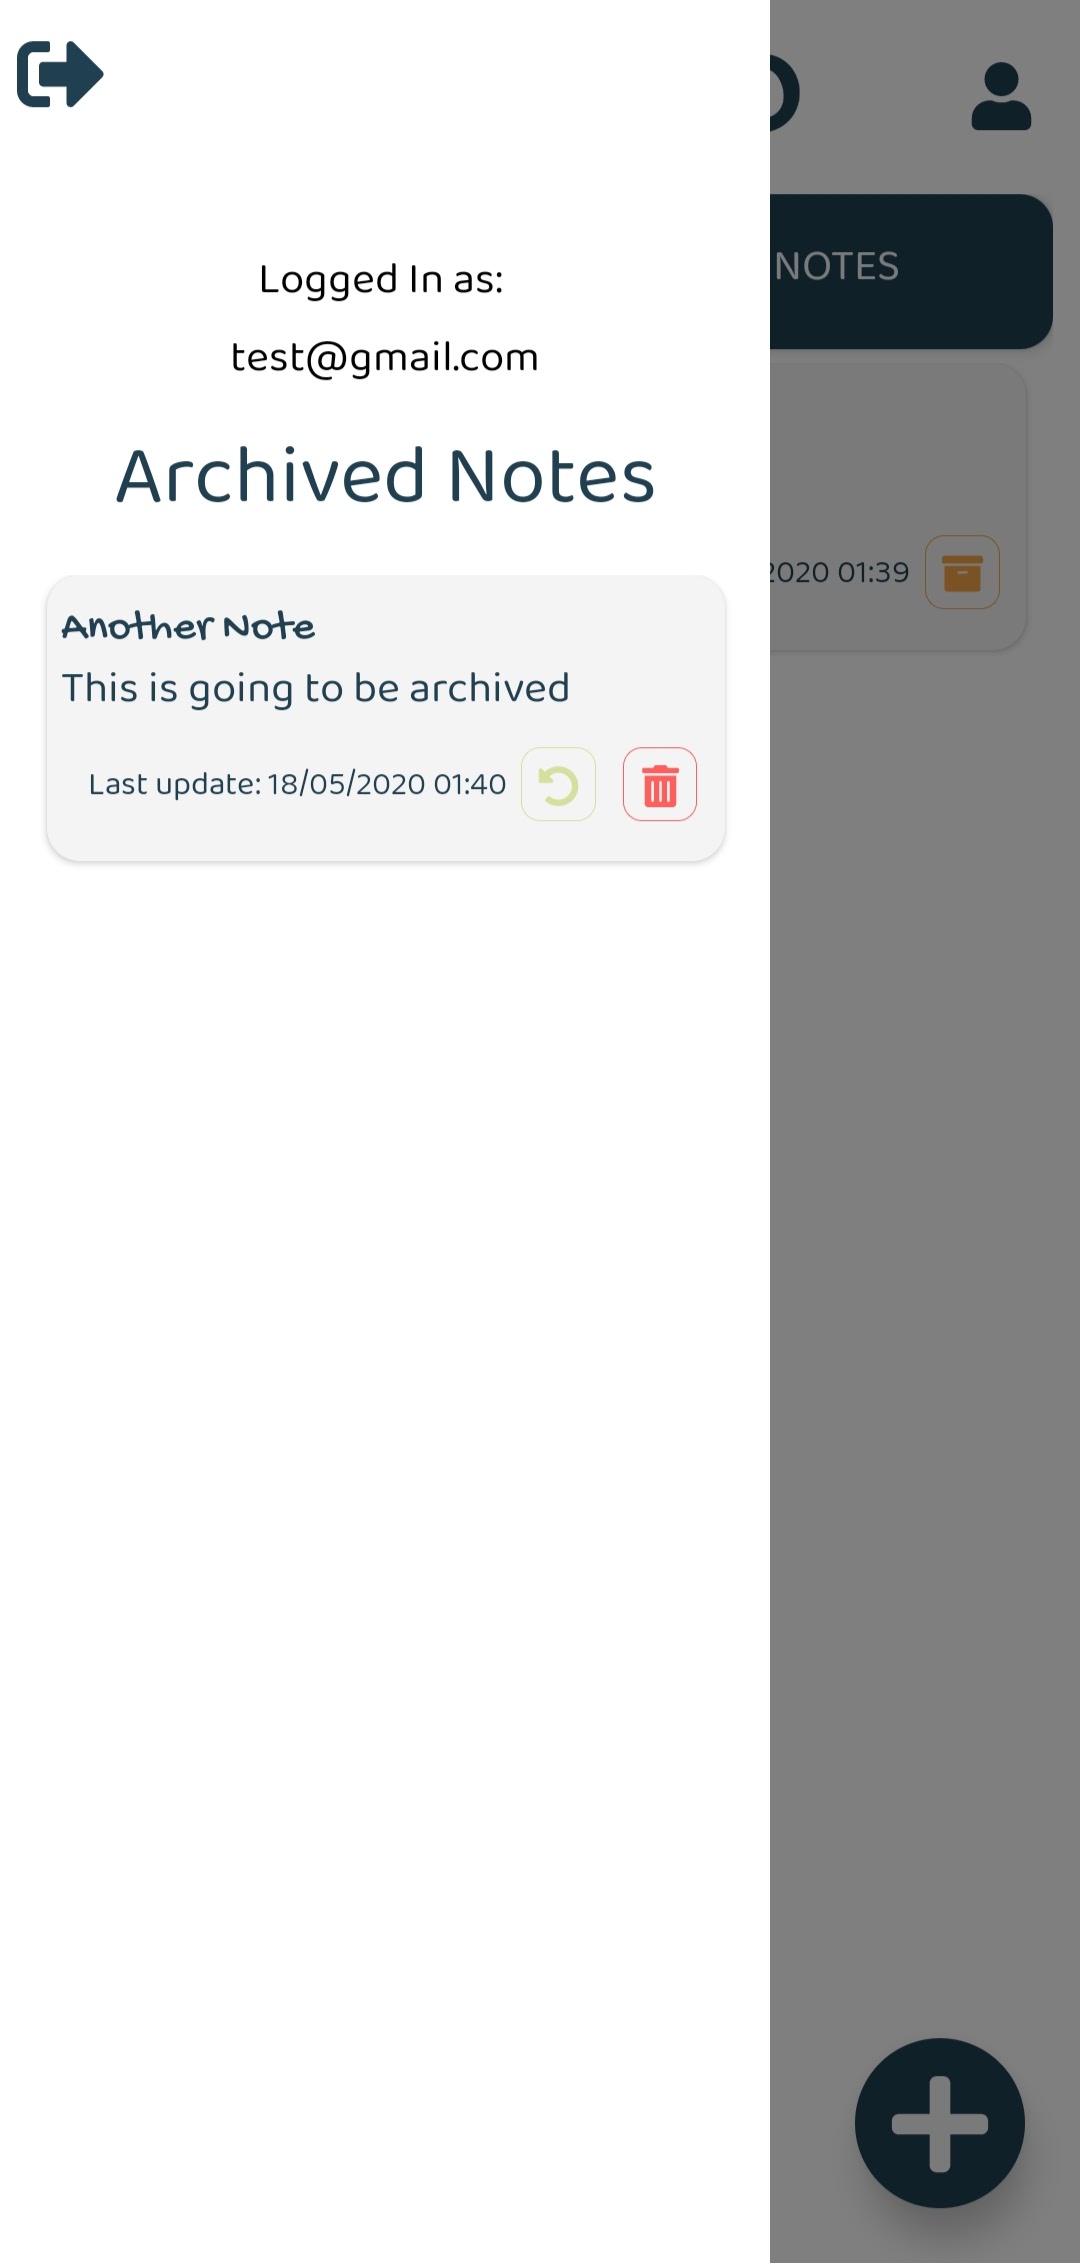 Logged In as:
test@gmail.com
NOTES
Archived Notes
2020 01:39
Another Note
This is going to be archived
Last update: 18/05/2020 01:40